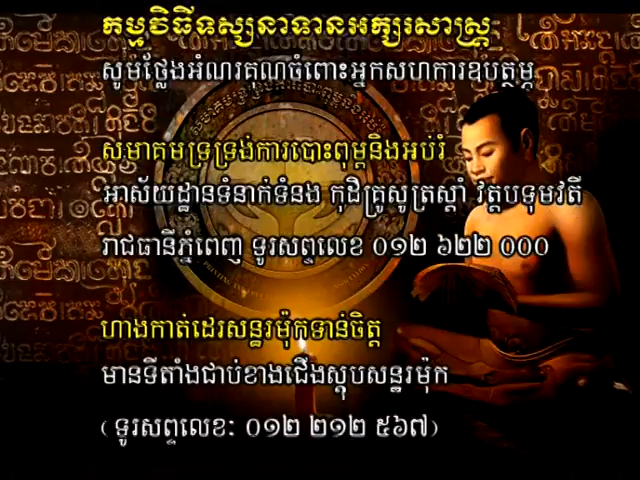 កម្មវិធីទស្សនាទានអក្សរសាស្ត្រ
សូមថ្លែងអំណរគុណចំពោះអ្នកសហការឧបត្ថម្ភ
សមាគមទ្រទ្រង់ការបោះពុម្ពនិងអប់រំ
អាស័យដ្ឋានទំនាក់ទំនង កុដិគ្រូសូត្រស្តាំ វត្តបទុមវតី
រាជធានីភ្នំពេញ ទូរសព្ទលេខ ០១២ ៦២២ ០០០
ហាងកាត់ដេរសន្ធរម៉ុកទាន់ចិត្ត
មានទីតាំងជាប់ខាងជើងស្តុបសន្ធរម៉ុក
( ទូរសព្ទលេខៈ ០១២ ២១២ ៥៦៧)